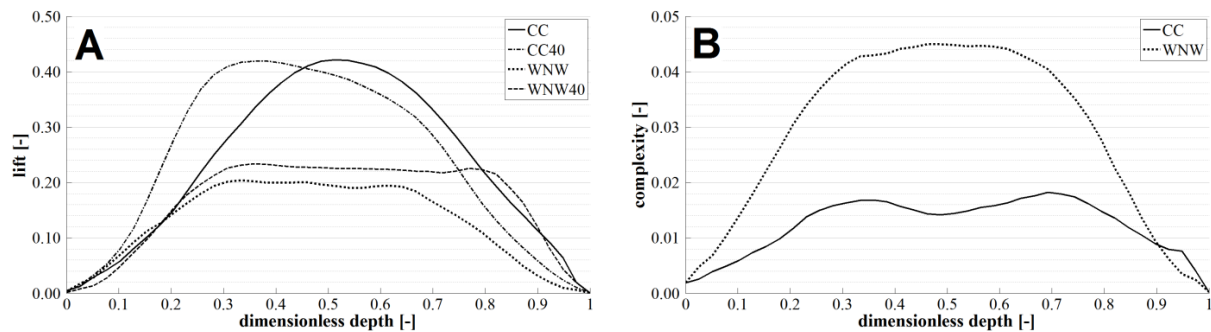 A
0.50
0.40
0.30
0.20
0.10
0.00
lift [-]
0 0.1 0.2 0.3 0.4 0.5 0.6 0.7 0.8 0.9 1
dimensionless depth [-]
CC
CC40
WNW
WNW40
B
0.05
0.04
0.03
0.02
0.01
0.00
complexity [-]
0 0.1 0.2 0.3 0.4 0.5 0.6 0.7 0.8 0.9 1
dimensionless depth [-]
CC
WNW